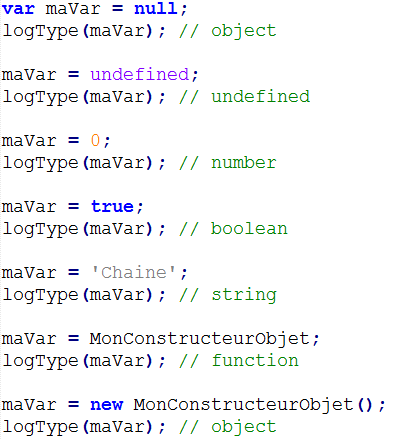 var maVar = null;
logType(maVar); // object
maVar = undefined;
logType(maVar); // undefined
maVar = 0;
logType(maVar); // number
maVar = true;
logType(maVar); // boolean
maVar = 'Chaine';
logType(maVar); // string
maVar = MonConstructeurObjet;
logType(maVar); // function
maVar = new MonConstructeurObjet();
logType(maVar); // object